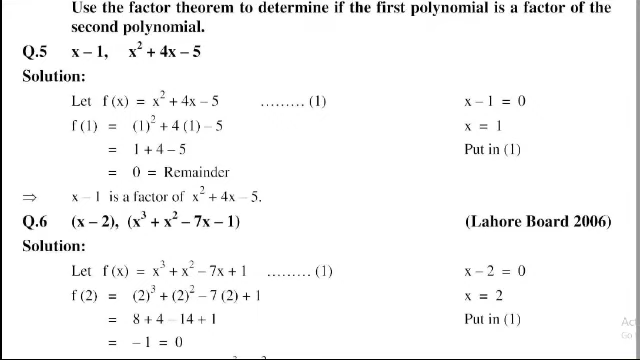 Use the factor theorem to determine if the first polynomial is a factor of the
second polynomial.
Q.5 x – 1, x² + 4x – 5
Solution:
Let f (x) = x² + 4x – 5 ......... (1) x – 1 = 0
f (1) = (1)² + 4 (1) – 5 x = 1
= 1 + 4 – 5 Put in (1)
= 0 = Remainder
⇒ x – 1 is a factor of x² + 4x – 5.
Q.6 (x – 2), (x³ + x² – 7x – 1) (Lahore Board 2006)
Solution:
Let f (x) = x³ + x² – 7x + 1 ......... (1) x – 2 = 0
f (2) = (2)³ + (2)² – 7 (2) + 1 x = 2
= 8 + 4 – 14 + 1 Put in (1)
= – 1 = 0